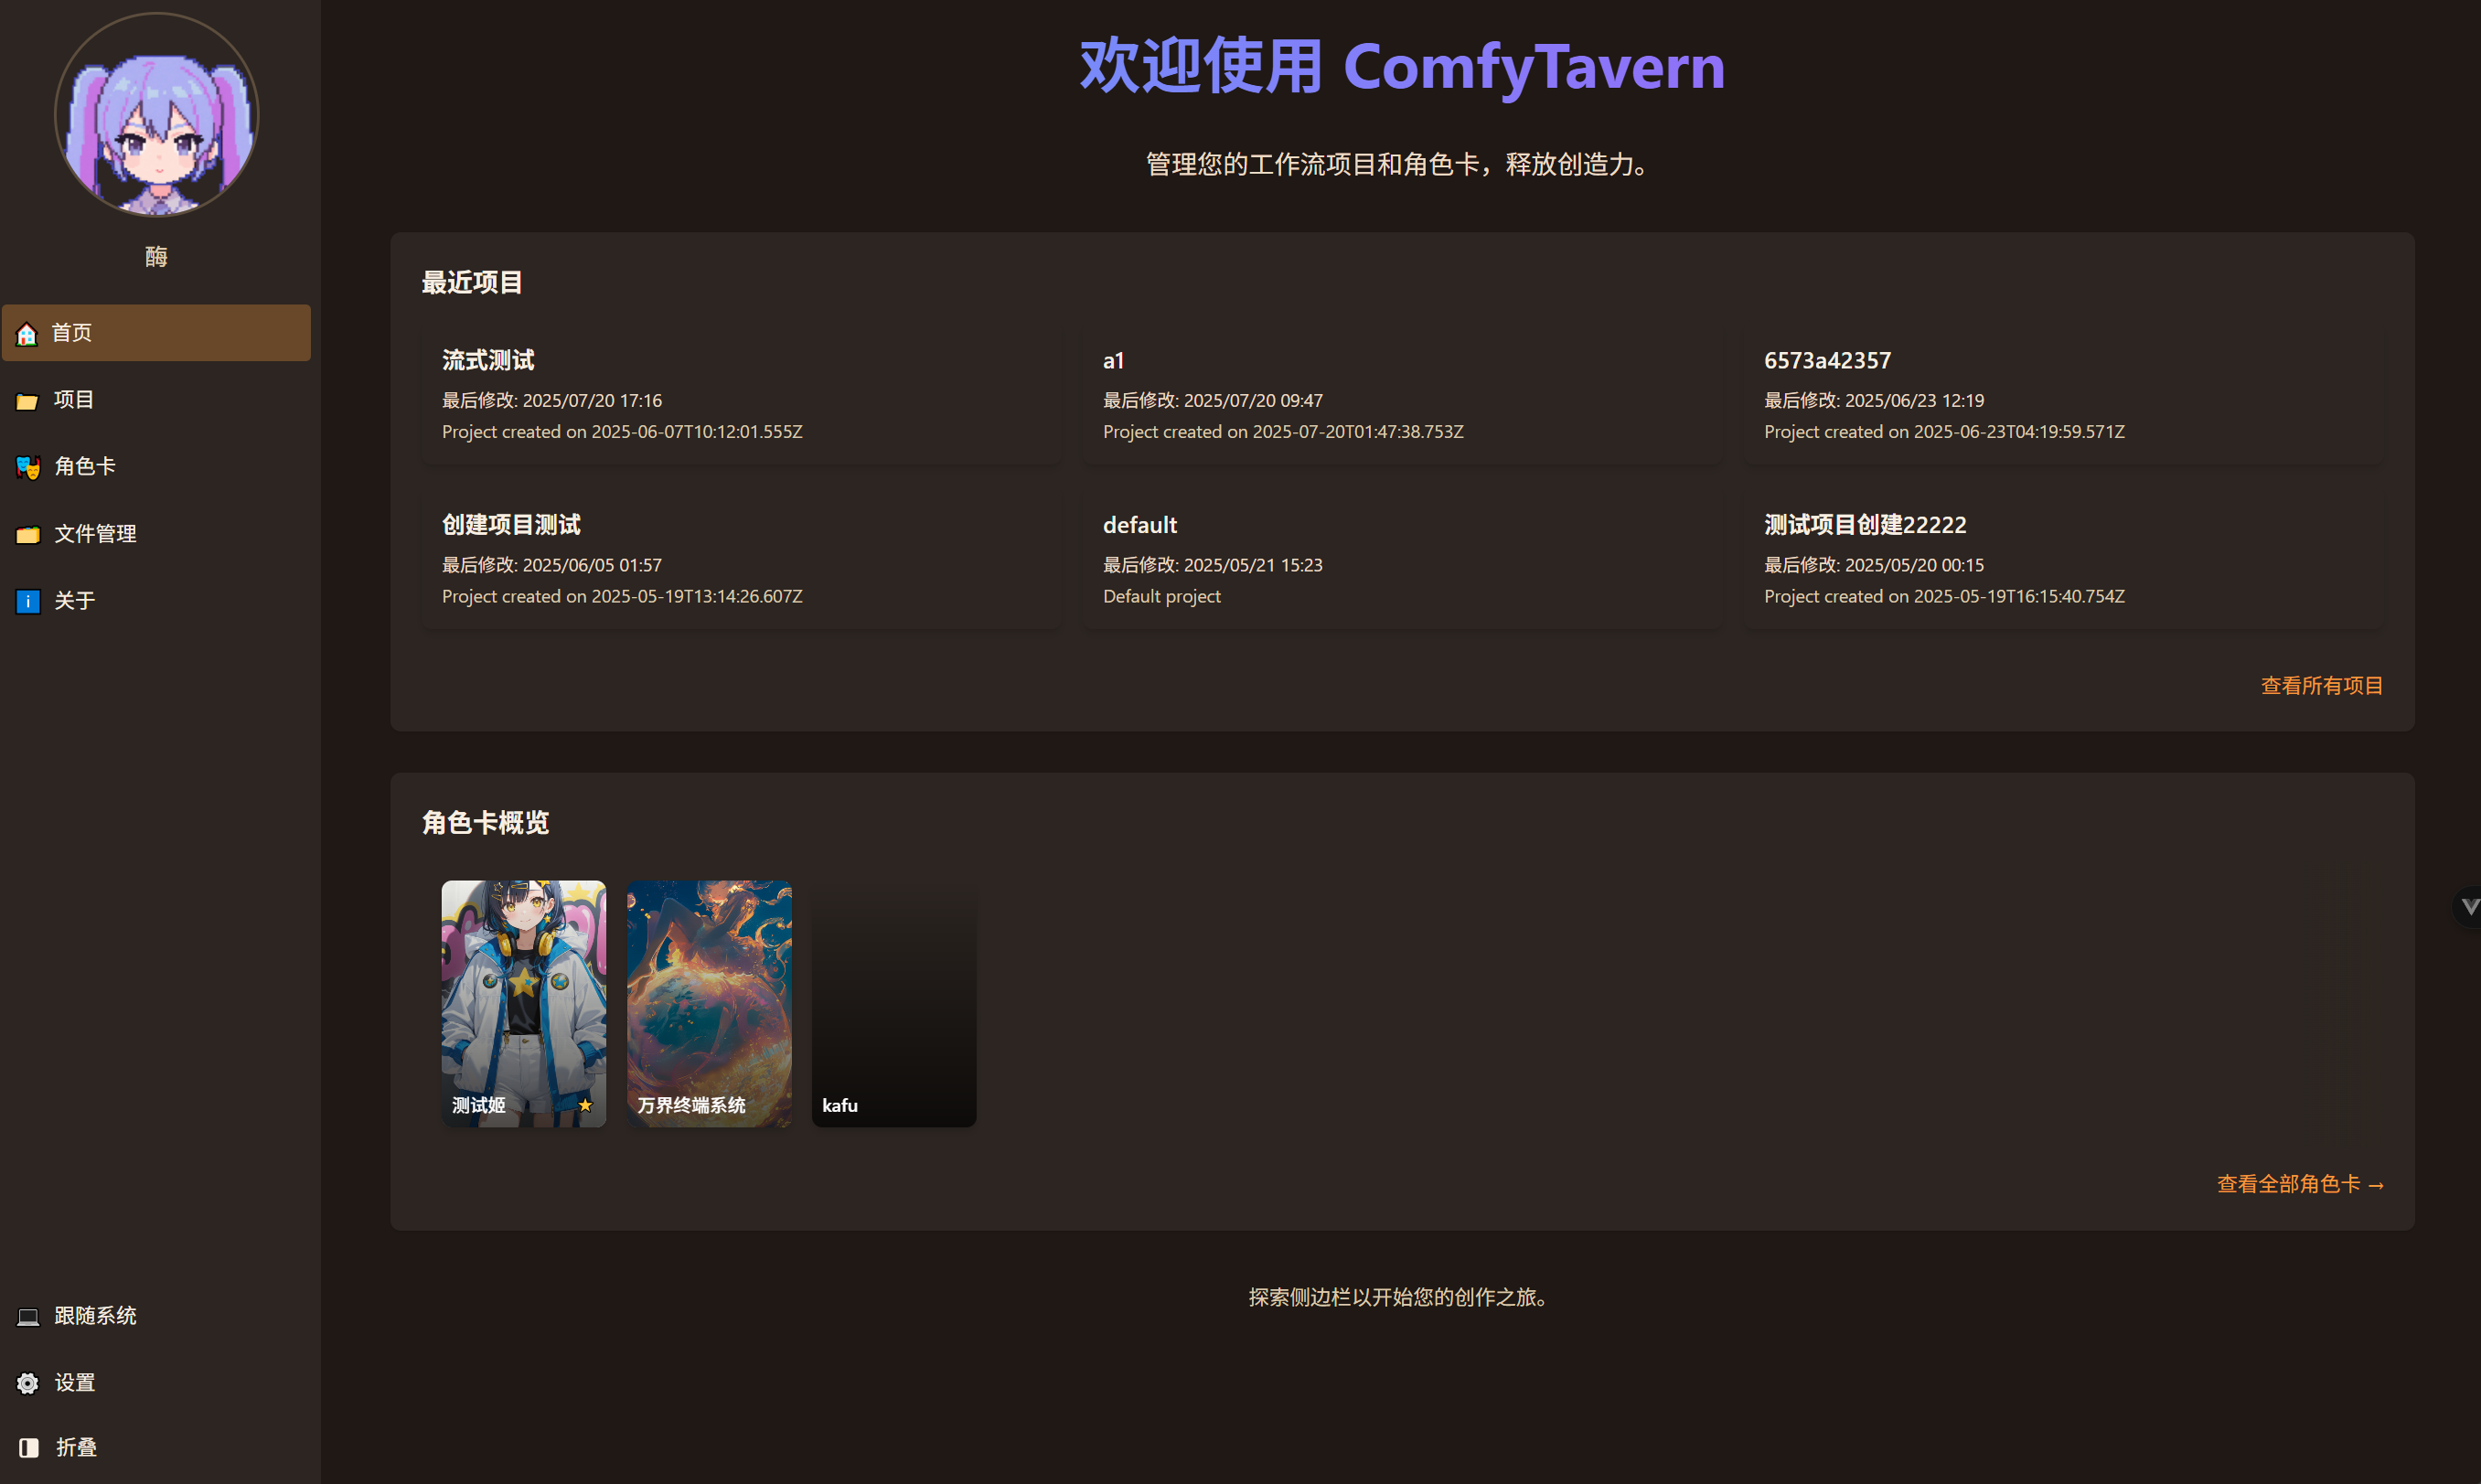 酶
首页
项目
角色卡
文件管理
关于
跟随系统
设置
折叠
欢迎使用 ComfyTavern
管理您的工作流项目和角色卡，释放创造力。
最近项目
流式测试
最后修改: 2025/07/20 17:16
Project created on 2025-06-07T10:12:01.555Z
a1
最后修改: 2025/07/20 09:47
Project created on 2025-07-20T01:47:38.753Z
6573a42357
最后修改: 2025/06/23 12:19
Project created on 2025-06-23T04:19:59.571Z
创建项目测试
最后修改: 2025/06/05 01:57
Project created on 2025-05-19T13:14:26.607Z
default
最后修改: 2025/05/21 15:23
Default project
测试项目创建22222
最后修改: 2025/05/20 00:15
Project created on 2025-05-19T16:15:40.754Z
查看所有项目
角色卡概览
测试姬
万界终端系统
kafu
查看全部角色卡 →
探索侧边栏以开始您的创作之旅。